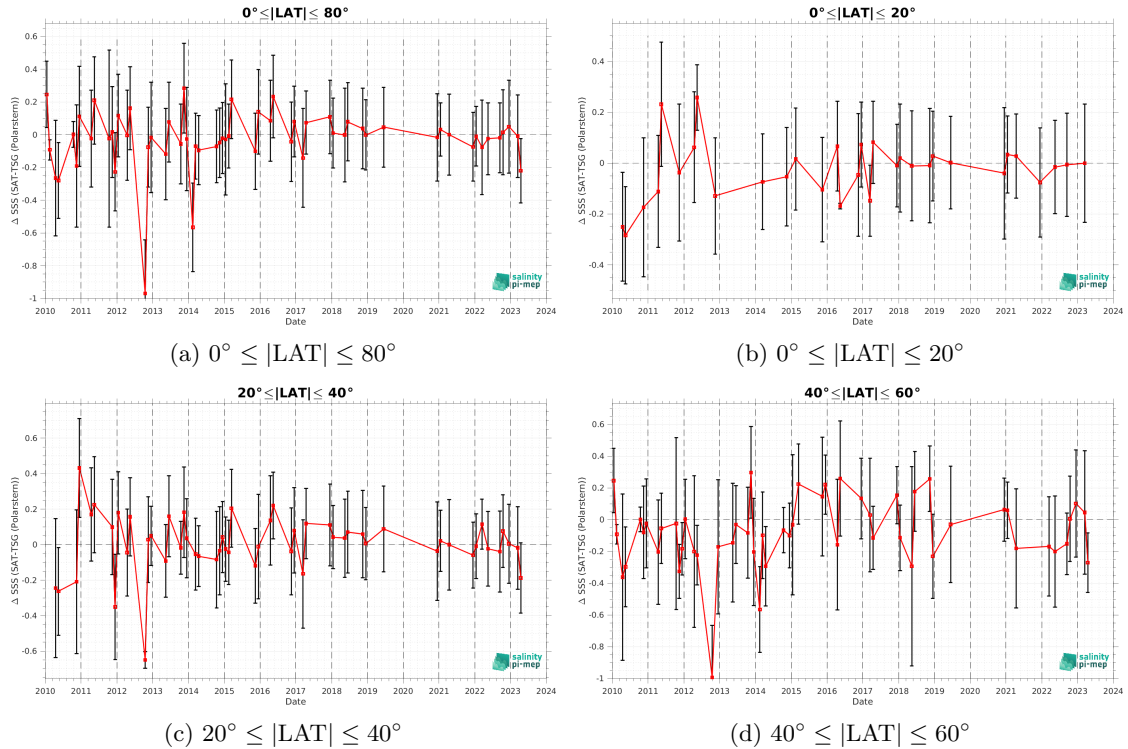 0°≤|LAT|≤ 80°
Δ SSS (SAT-TSG (Polarstern))
0.6
0.4
0.2
0
-0.2
-0.4
-0.6
-0.8
-1
2010 2011 2012 2013 2014 2015 2016 2017 2018 2019 2020 2021 2022 2023 2024
Date
salinity
pi-mep
(a) 0° ≤ |LAT| ≤ 80°
0°≤|LAT|≤ 20°
Δ SSS (SAT-TSG (Polarstern))
0.4
0.2
0
-0.2
-0.4
2010 2011 2012 2013 2014 2015 2016 2017 2018 2019 2020 2021 2022 2023 2024
Date
salinity
pi-mep
(b) 0° ≤ |LAT| ≤ 20°
20°≤|LAT|≤ 40°
Δ SSS (SAT-TSG (Polarstern))
0.6
0.4
0.2
0
-0.2
-0.4
-0.6
2010 2011 2012 2013 2014 2015 2016 2017 2018 2019 2020 2021 2022 2023 2024
Date
salinity
pi-mep
(c) 20° ≤ |LAT| ≤ 40°
40°≤|LAT|≤ 60°
Δ SSS (SAT-TSG (Polarstern))
0.6
0.4
0.2
0
-0.2
-0.4
-0.6
-0.8
-1
2010 2011 2012 2013 2014 2015 2016 2017 2018 2019 2020 2021 2022 2023 2024
Date
salinity
pi-mep
(d) 40° ≤ |LAT| ≤ 60°